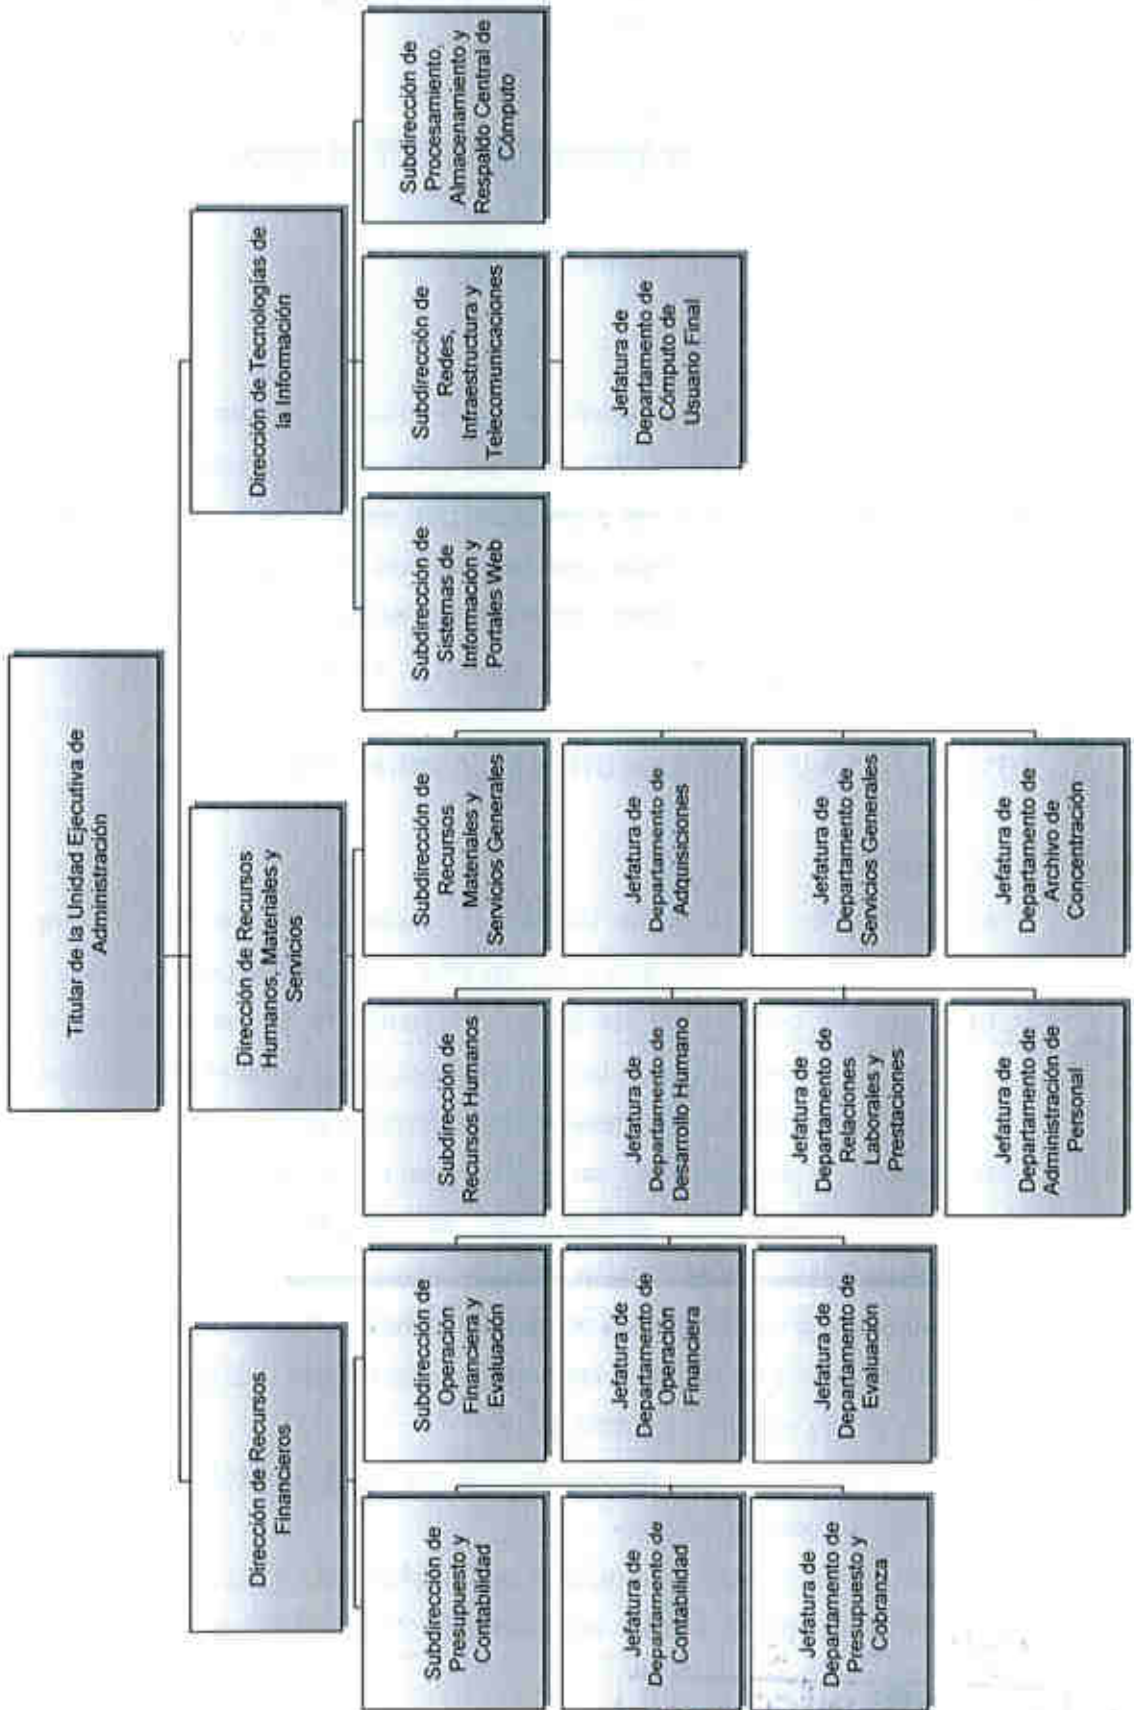 Titular de la Unidad Ejecutiva de
Administración
Dirección de Recursos
Financieros
Dirección de Recursos
Humanos, Materiales y
Servicios
Dirección de Tecnologías de
la Información
Subdirección de
Presupuesto y
Contabilidad
Subdirección de
Operación
Financiera y
Evaluación
Subdirección de
Recursos Humanos
Subdirección de
Recursos
Materiales y
Servicios Generales
Subdirección de
Sistemas de
Información y
Portales Web
Subdirección de
Redes,
Infraestructura y
Telecomunicaciones
Subdirección de
Procesamiento,
Almacenamiento y
Respaldo Central de
Cómputo
Jefatura de
Departamento de
Contabilidad
Jefatura de
Departamento de
Operación
Financiera
Jefatura de
Departamento de
Desarrollo Humano
Jefatura de
Departamento de
Adquisiciones
Jefatura de
Departamento de
Cómputo de
Usuario Final
Jefatura de
Departamento de
Presupuesto y
Cobranza
Jefatura de
Departamento de
Evaluación
Jefatura de
Departamento de
Relaciones
Laborales y
Prestaciones
Jefatura de
Departamento de
Servicios Generales
Jefatura de
Departamento de
Administración de
Personal
Jefatura de
Departamento de
Archivo de
Concentración